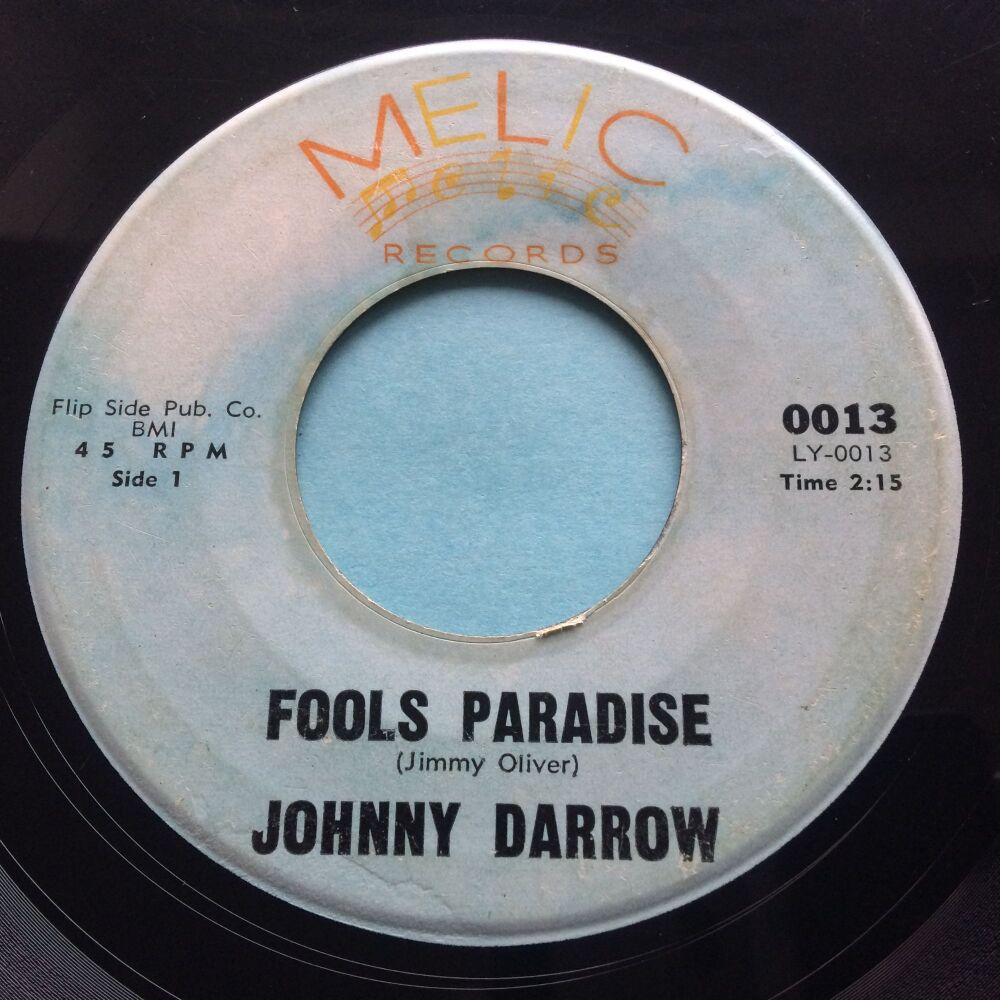 MELIC
RECORDS
Flip Side Pub. Co.
BMI
45 RPM
Side 1
0013
LY-0013
Time 2:15
FOOLS PARADISE
(Jimmy Oliver)
JOHNNY DARROW